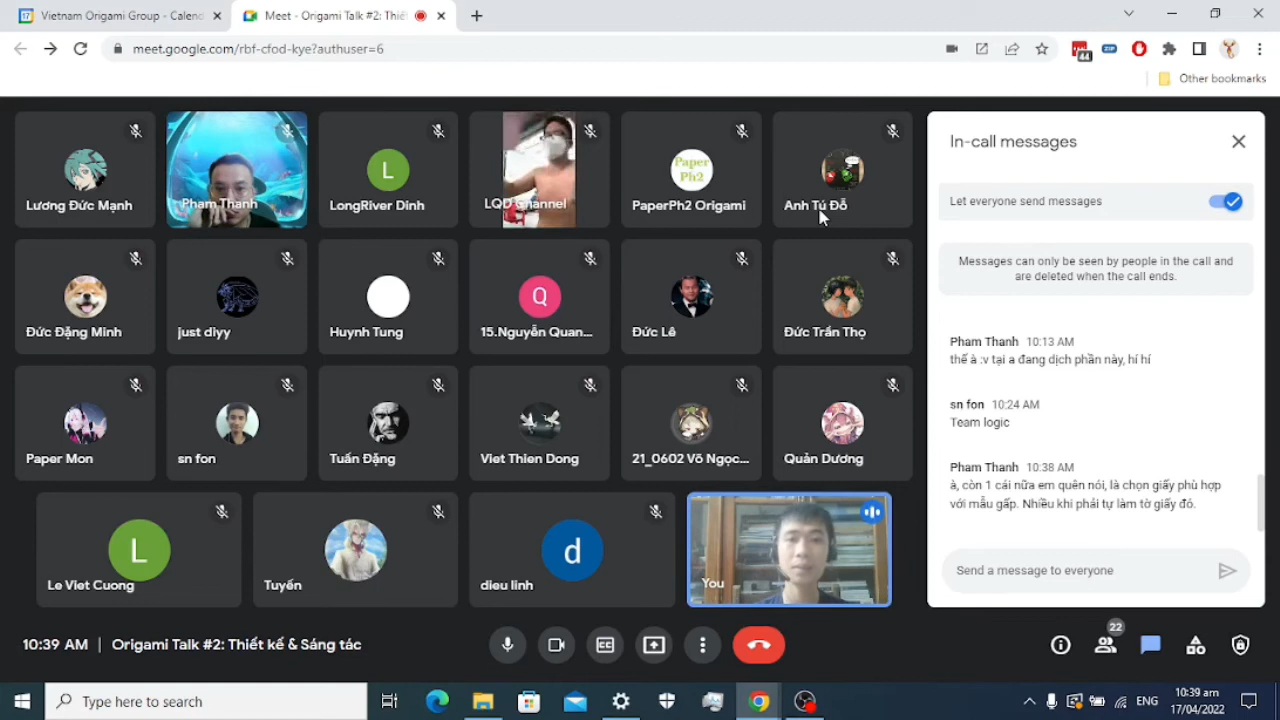 Vietnam Origami Group - Calend
Meet - Origami Talk #2: Thiết
meet.google.com/rbf-cfod-kye?authuser=6
44
ZIP
Other bookmarks
Lương Đức Mạnh
Pham Thanh
L
LongRiver Dinh
LQD Channel
Paper
Ph2
PaperPh2 Origami
Anh Tú Đỗ
Đức Đặng Minh
just diyy
Huynh Tung
Q
15.Nguyễn Quan...
Đức Lê
Đức Trần Thọ
Paper Mon
sn fon
Tuấn Đặng
Viet Thien Dong
21_0602 Võ Ngọc...
Quản Dương
L
Le Viet Cuong
Tuyến
d
dieu linh
You
In-call messages
Let everyone send messages
Messages can only be seen by people in the call and
are deleted when the call ends.
Pham Thanh 10:13 AM
thế à :v tại a đang dịch phần này, hí hí
sn fon 10:24 AM
Team logic
Pham Thanh 10:38 AM
à, còn 1 cái nữa em quên nói, là chọn giấy phù hợp
với mẫu gấp. Nhiều khi phải tự làm tờ giấy đó.
Send a message to everyone
10:39 AM | Origami Talk #2: Thiết kế & Sáng tác
22
Type here to search
ENG
10:39 am
17/04/2022